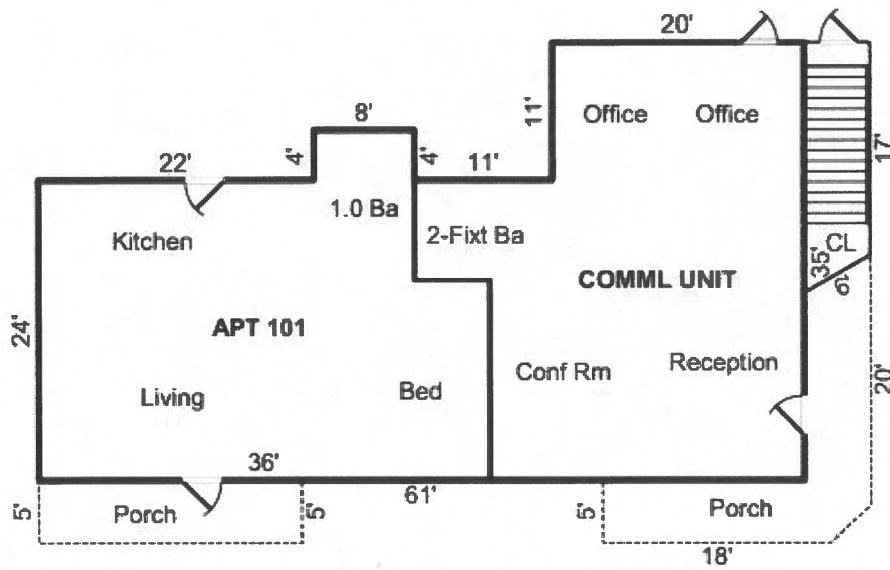 20'
8'
11'
Office Office
22'
4'
4'
11'
17'
1.0 Ba
Kitchen
2-Fixt Ba
CL
35'
6'
COMML UNIT
24'
APT 101
Conf Rm
Reception
Living
Bed
20'
36'
61'
5'
Porch
5'
5'
Porch
18'